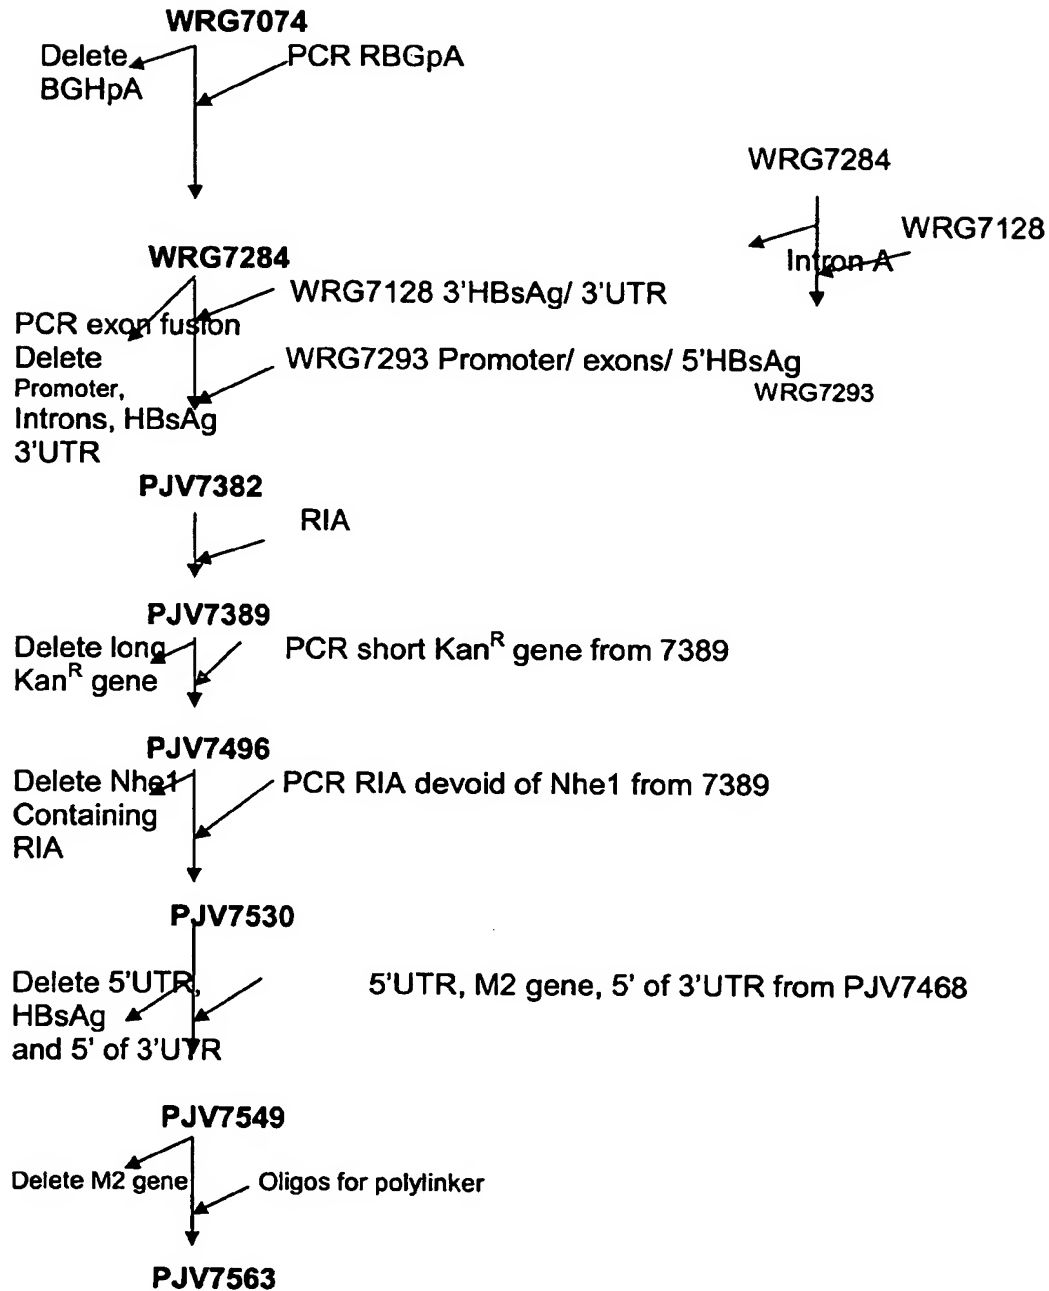 WRG7074
Delete
BGHpA
PCR RBGpA
WRG7284
WRG7128
Intron A
WRG7293
WRG7284
WRG7128 3'HBsAg/ 3'UTR
PCR exon fusion
Delete
Promoter,
Introns, HBsAg
3'UTR
WRG7293 Promoter/ exons/ 5'HBsAg
PJV7382
RIA
PJV7389
Delete long
Kan^R gene
PCR short Kan^R gene from 7389
PJV7496
Delete Nhe1
Containing
RIA
PCR RIA devoid of Nhe1 from 7389
PJV7530
Delete 5'UTR,
HBsAg
and 5' of 3'UTR
5'UTR, M2 gene, 5' of 3'UTR from PJV7468
PJV7549
Delete M2 gene
Oligos for polylinker
PJV7563